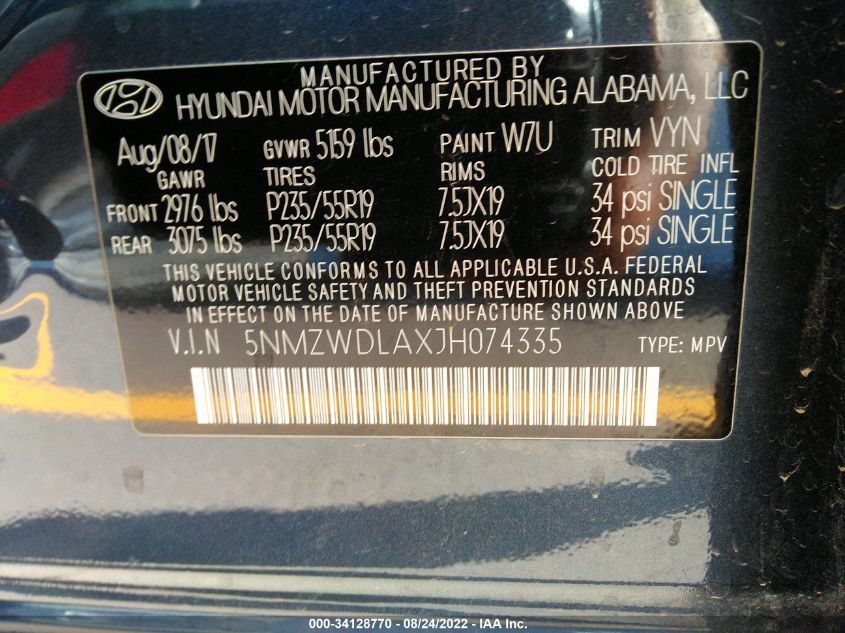 MANUFACTURED BY
HYUNDAI MOTOR MANUFACTURING ALABAMA, LLC
Aug/08/17 GVWR 5159 lbs PAINT W7U TRIM VYN
GAWR TIRES RIMS COLD TIRE INFL
FRONT 2976 lbs P235/55R19 7.5JX19 34 psi SINGLE
REAR 3075 lbs P235/55R19 7.5JX19 34 psi SINGLE
THIS VEHICLE CONFORMS TO ALL APPLICABLE U.S.A. FEDERAL
MOTOR VEHICLE SAFETY AND THEFT PREVENTION STANDARDS
IN EFFECT ON THE DATE OF MANUFACTURE SHOWN ABOVE
V.I.N 5NMZWDLAXJH074335 TYPE: MPV
000-34128770 - 08/24/2022 - IAA Inc.